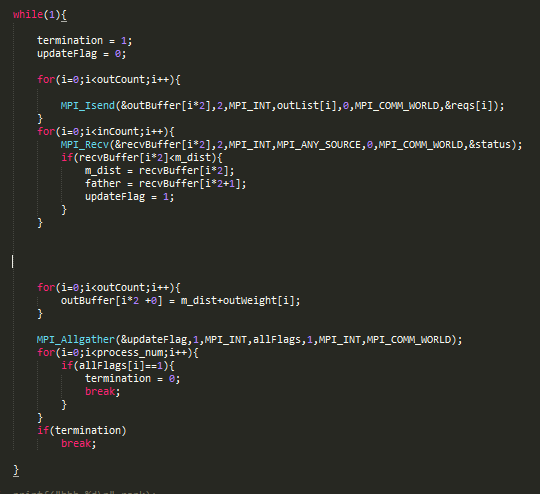 while(1){
termination = 1;
updateFlag = 0;
for(i=0;i<outCount;i++){
MPI_Isend(&outBuffer[i*2],2,MPI_INT,outList[i],0,MPI_COMM_WORLD,&reqs[i]);
}
for(i=0;i<inCount;i++){
MPI_Recv(&recvBuffer[i*2],2,MPI_INT,MPI_ANY_SOURCE,0,MPI_COMM_WORLD,&status);
if(recvBuffer[i*2]<m_dist){
m_dist = recvBuffer[i*2];
father = recvBuffer[i*2+1];
updateFlag = 1;
}
}
for(i=0;i<outCount;i++){
outBuffer[i*2 +0] = m_dist+outWeight[i];
}
MPI_Allgather(&updateFlag,1,MPI_INT,allFlags,1,MPI_INT,MPI_COMM_WORLD);
for(i=0;i<process_num;i++){
if(allFlags[i]==1){
termination = 0;
break;
}
}
if(termination)
break;
}